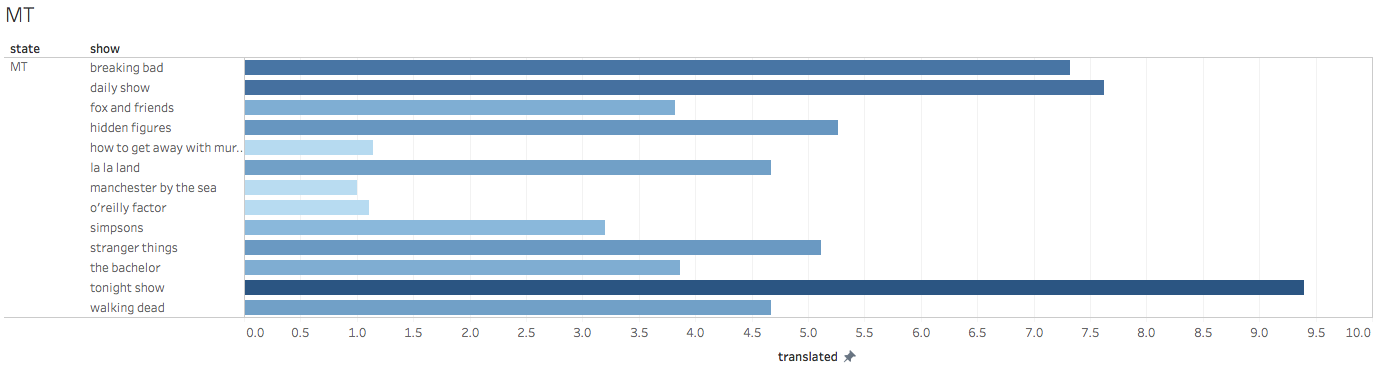 MT
state show
MT breaking bad
daily show
fox and friends
hidden figures
how to get away with mur..
la la land
manchester by the sea
o'reilly factor
simpsons
stranger things
the bachelor
tonight show
walking dead
0.0 0.5 1.0 1.5 2.0 2.5 3.0 3.5 4.0 4.5 5.0 5.5 6.0 6.5 7.0 7.5 8.0 8.5 9.0 9.5 10.0
translated